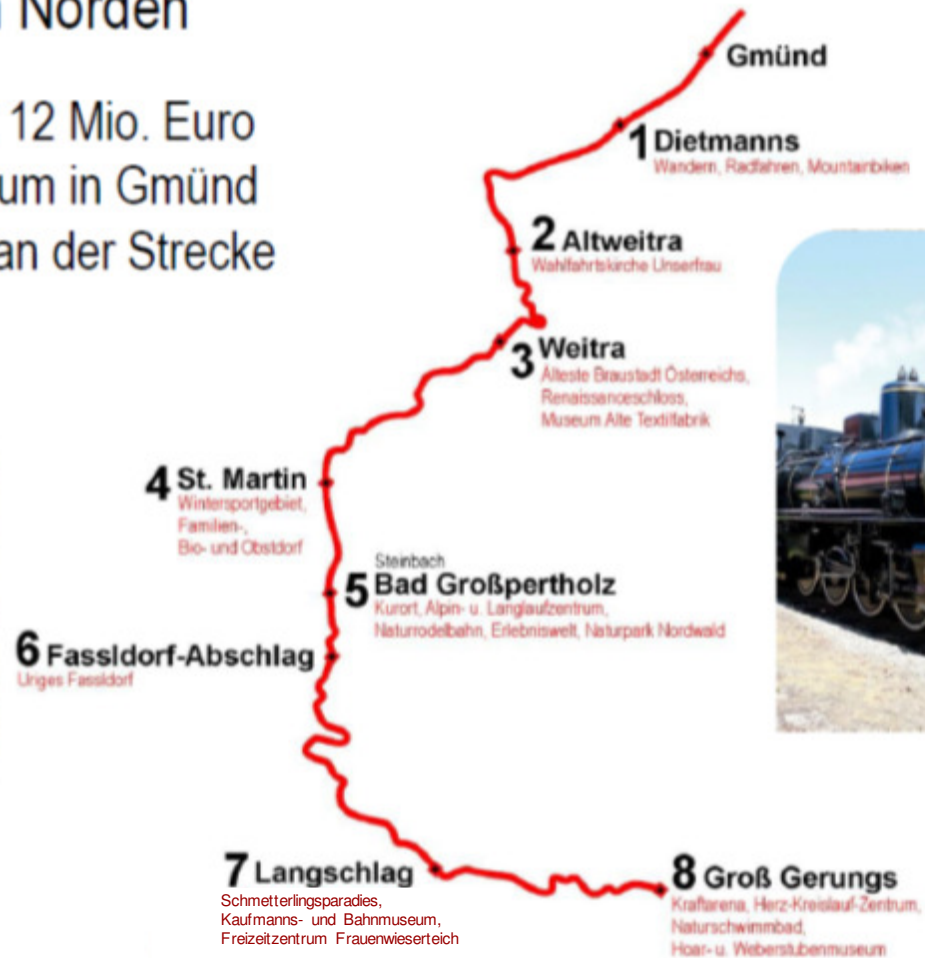 Norden
12 Mio. Euro
um in Gmünd
an der Strecke
Gmünd
1 Dietmanns
Wandern, Radfahren, Mountainbiken
2 Altweitra
Wahlfahrtskirche Unserfrau
3 Weitra
Älteste Braustadt Österreichs,
Renaissanceschloss,
Museum Alte Textilfabrik
4 St. Martin
Wintersportgebiet,
Familien-,
Bio- und Obstdorf
Steinbach
5 Bad Großpertholz
Kurort, Alpin- u. Langlaufzentrum,
Naturrodelbahn, Erlebniswelt, Naturpark Nordwald
6 Fassldorf-Abschlag
Uriges Fassldorf
7 Langschlag
Schmetterlingsparadies,
Kaufmanns- und Bahnmuseum,
Freizeitzentrum Frauenwieserteich
8 Groß Gerungs
Kraftarena, Herz-Kreislauf-Zentrum,
Naturschwimmbad,
Hoar- u. Weberstubenmuseum